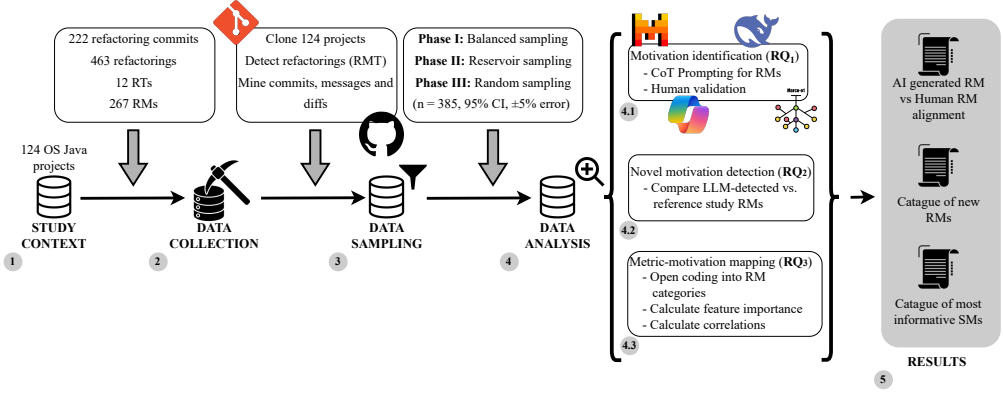 222 refactoring commits
463 refactorings
12 RTs
267 RMs
Clone 124 projects
Detect refactorings (RMT)
Mine commits, messages and
diffs
Phase I: Balanced sampling
Phase II: Reservoir sampling
Phase III: Random sampling
(n = 385, 95% CI, ±5% error)
124 OS Java
projects
STUDY
CONTEXT
1
DATA
COLLECTION
2
DATA
SAMPLING
3
DATA
ANALYSIS
4
Motivation identification (RQ1)
- CoT Prompting for RMs
- Human validation
Marco-o1
4.1
Novel motivation detection (RQ2)
- Compare LLM-detected vs.
reference study RMs
4.2
Metric-motivation mapping (RQ3)
- Open coding into RM
categories
- Calculate feature importance
- Calculate correlations
4.3
AI generated RM
vs Human RM
alignment
Catague of new
RMs
Catague of most
informative SMs
RESULTS
5